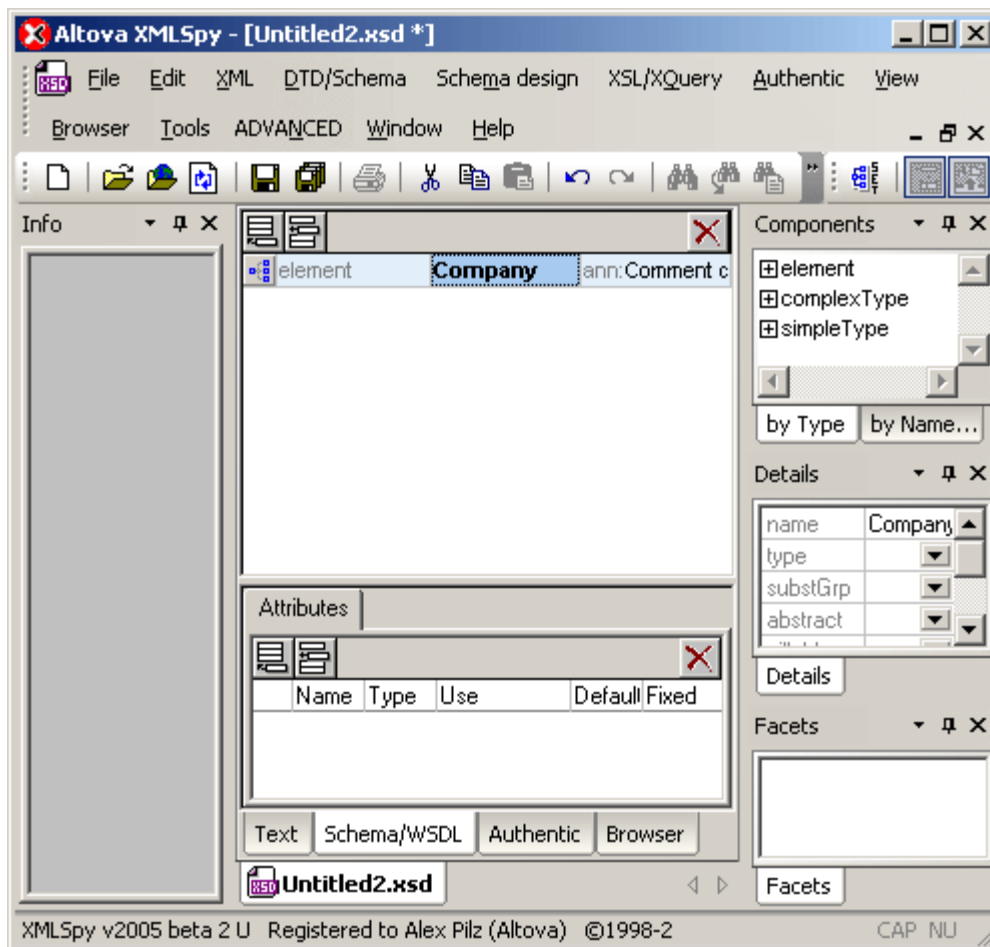 Altova XMLSpy - [Untitled2.xsd *]
File Edit XML DTD/Schema Schema design XSL/XQuery Authentic View
Browser Tools ADVANCED Window Help
Info
element Company ann:Comment c
Components
element
complexType
simpleType
by Type by Name...
Details
name Company
type
substGrp
abstract
Details
Attributes
Name Type Use Default Fixed
Facets
Text Schema/WSDL Authentic Browser
XSD Untitled2.xsd
Facets
XMLSpy v2005 beta 2 U Registered to Alex Pilz (Altova) ©1998-2 CAP NU